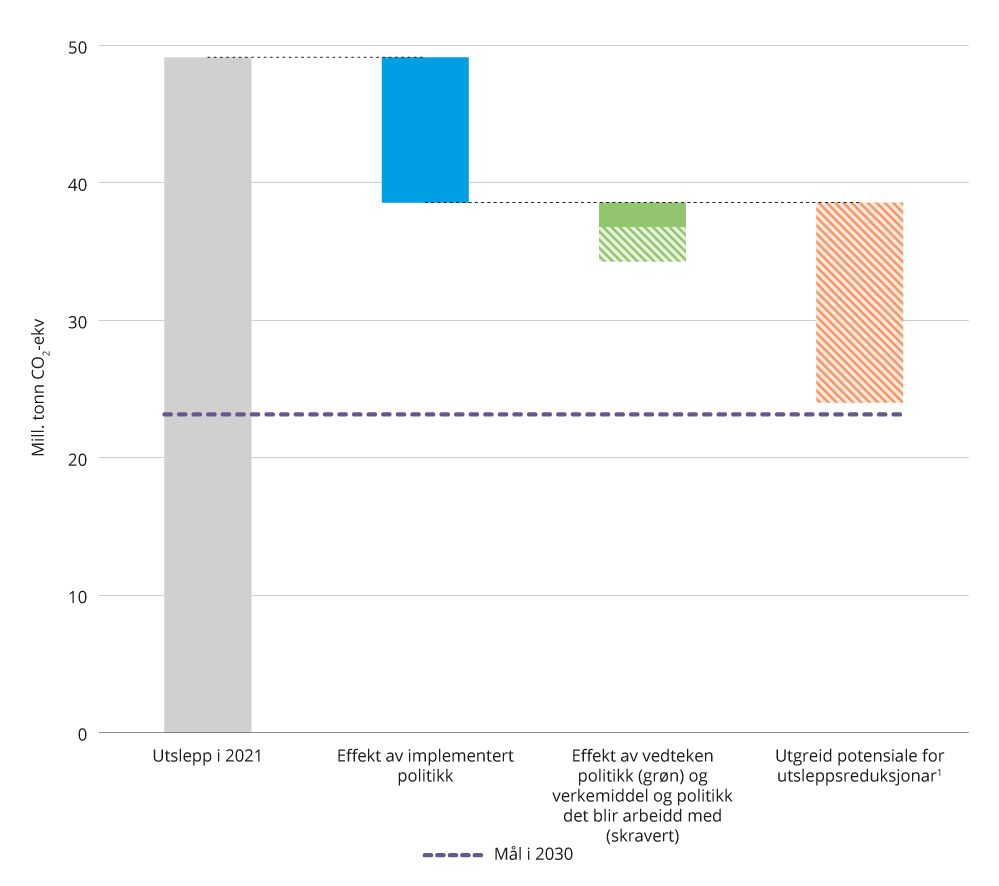 50
40
30
20
10
0
Mill. tonn CO₂-ekv
Utslepp i 2021
Effekt av implementert
politikk
Effekt av vedteken
politikk (grøn) og
verkemiddel og politikk
det blir arbeidd med
(skravert)
Utgreid potensiale for
utsleppsreduksjonar¹
Mål i 2030